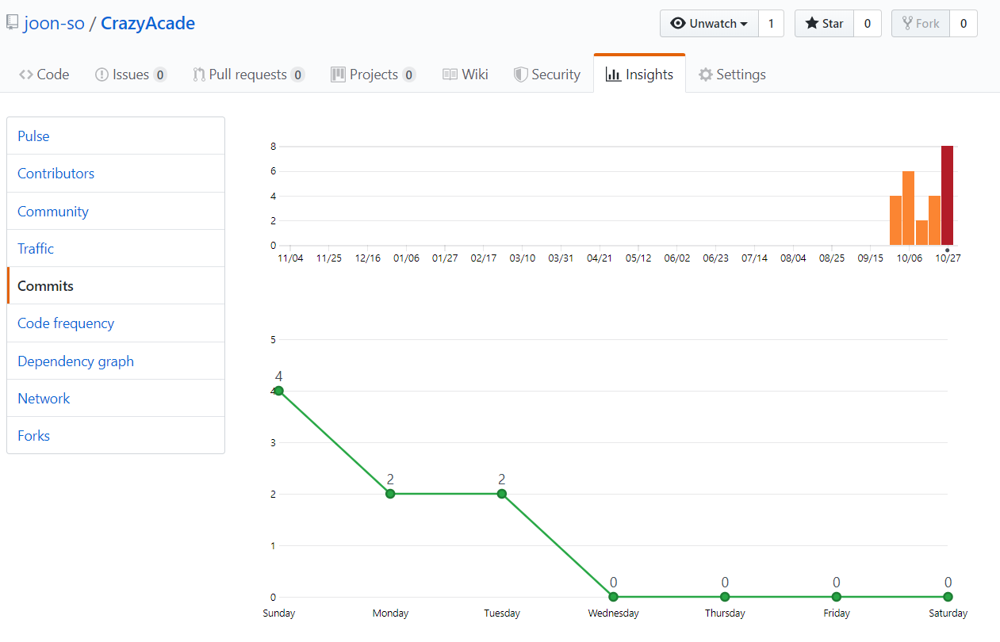 joon-so / CrazyAcade
Unwatch 1 Star 0 Fork 0
Code Issues 0 Pull requests 0 Projects 0 Wiki Security Insights Settings
Pulse
Contributors
Community
Traffic
Commits
Code frequency
Dependency graph
Network
Forks
8
6
4
2
0
11/04 11/25 12/16 01/06 01/27 02/17 03/10 03/31 04/21 05/12 06/02 06/23 07/14 08/04 08/25 09/15 10/06 10/27
5
4
4
3
2 2
2
1
0 0 0 0
0
Sunday Monday Tuesday Wednesday Thursday Friday Saturday